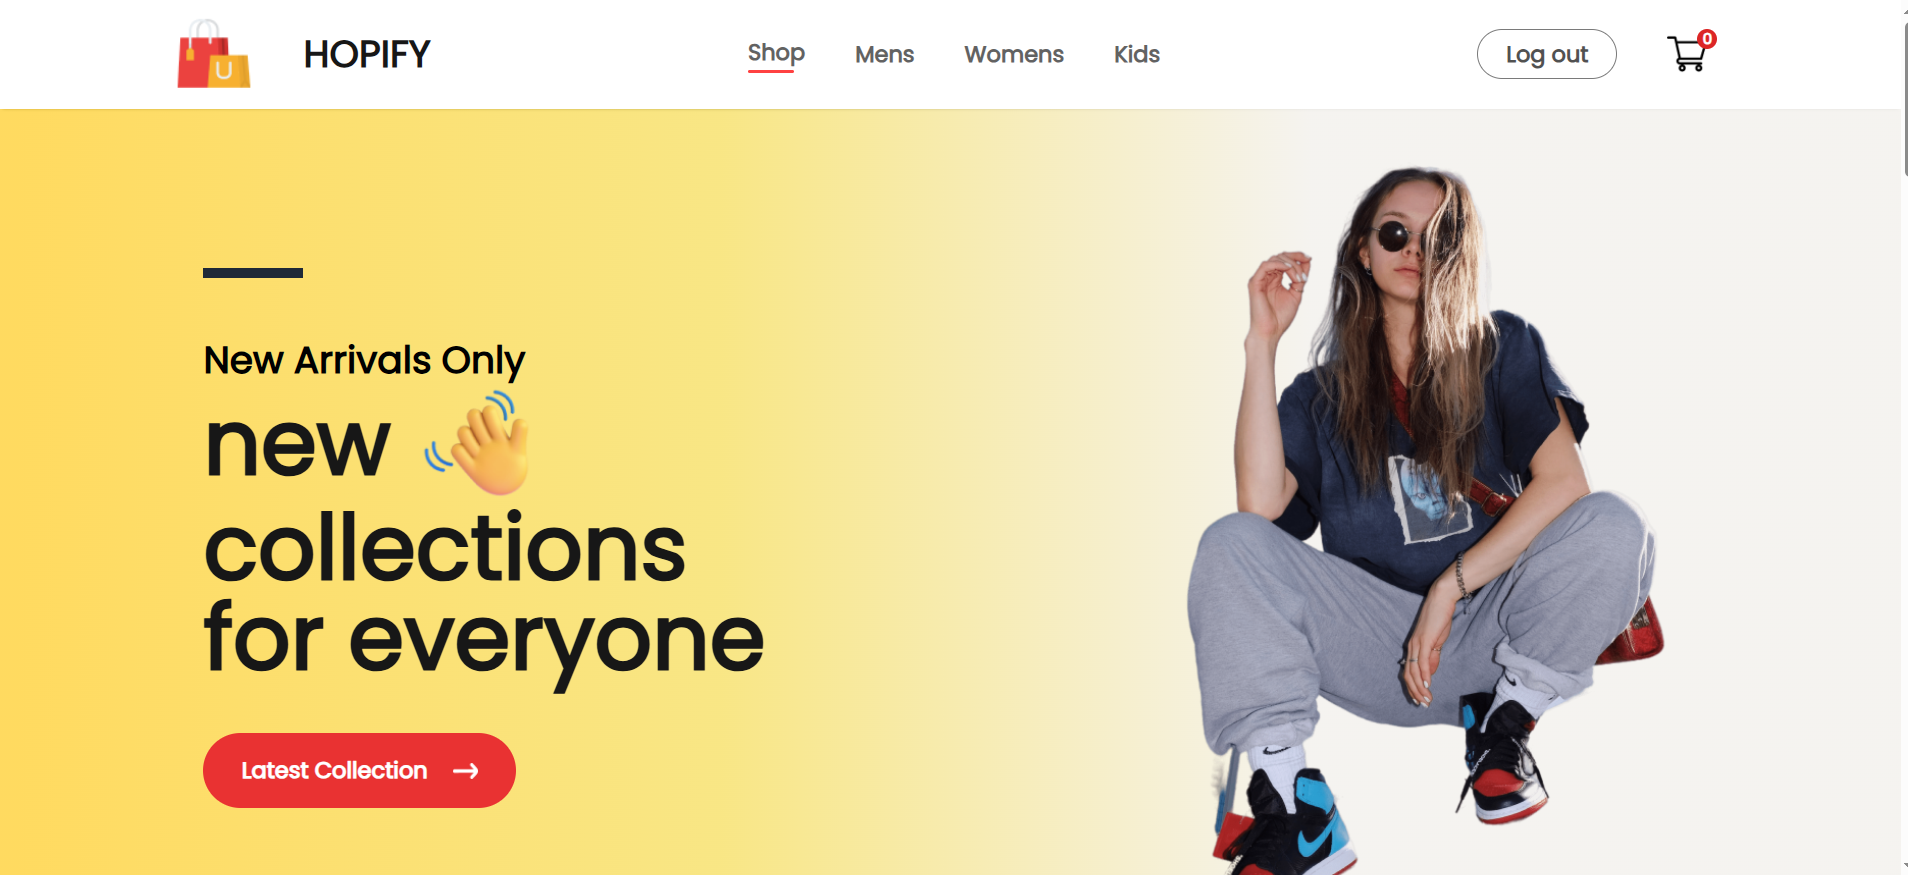 HOPIFY
Shop
Mens
Womens
Kids
Log out
0
New Arrivals Only
new
collections
for everyone
Latest Collection →